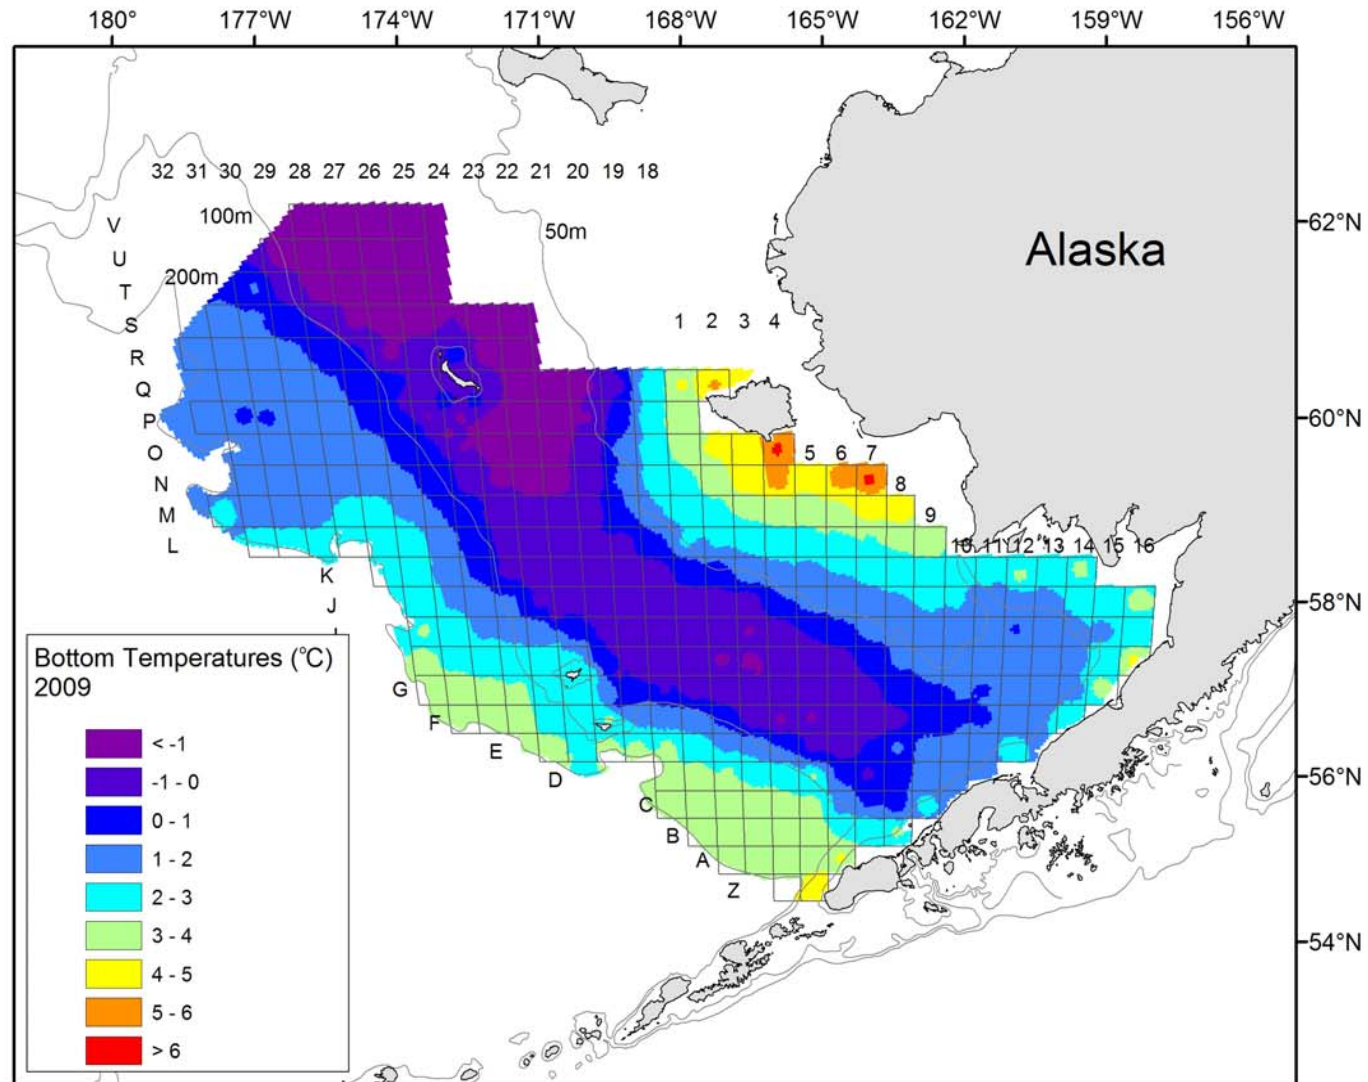 180° 177°W 174°W 171°W 168°W 165°W 162°W 159°W 156°W
32 31 30 29 28 27 26 25 24 23 22 21 20 19 18
100m
50m
200m
62°N
Alaska
V
U
T
S
R
Q
P
O
N
M
L
K
J
1 2 3 4
60°N
5 6 7
8
9
10 11 12 13 14 15 16
58°N
G
F
E
D
C
B
A
Z
56°N
54°N
Bottom Temperatures (°C)
2009
< -1
-1 - 0
0 - 1
1 - 2
2 - 3
3 - 4
4 - 5
5 - 6
> 6